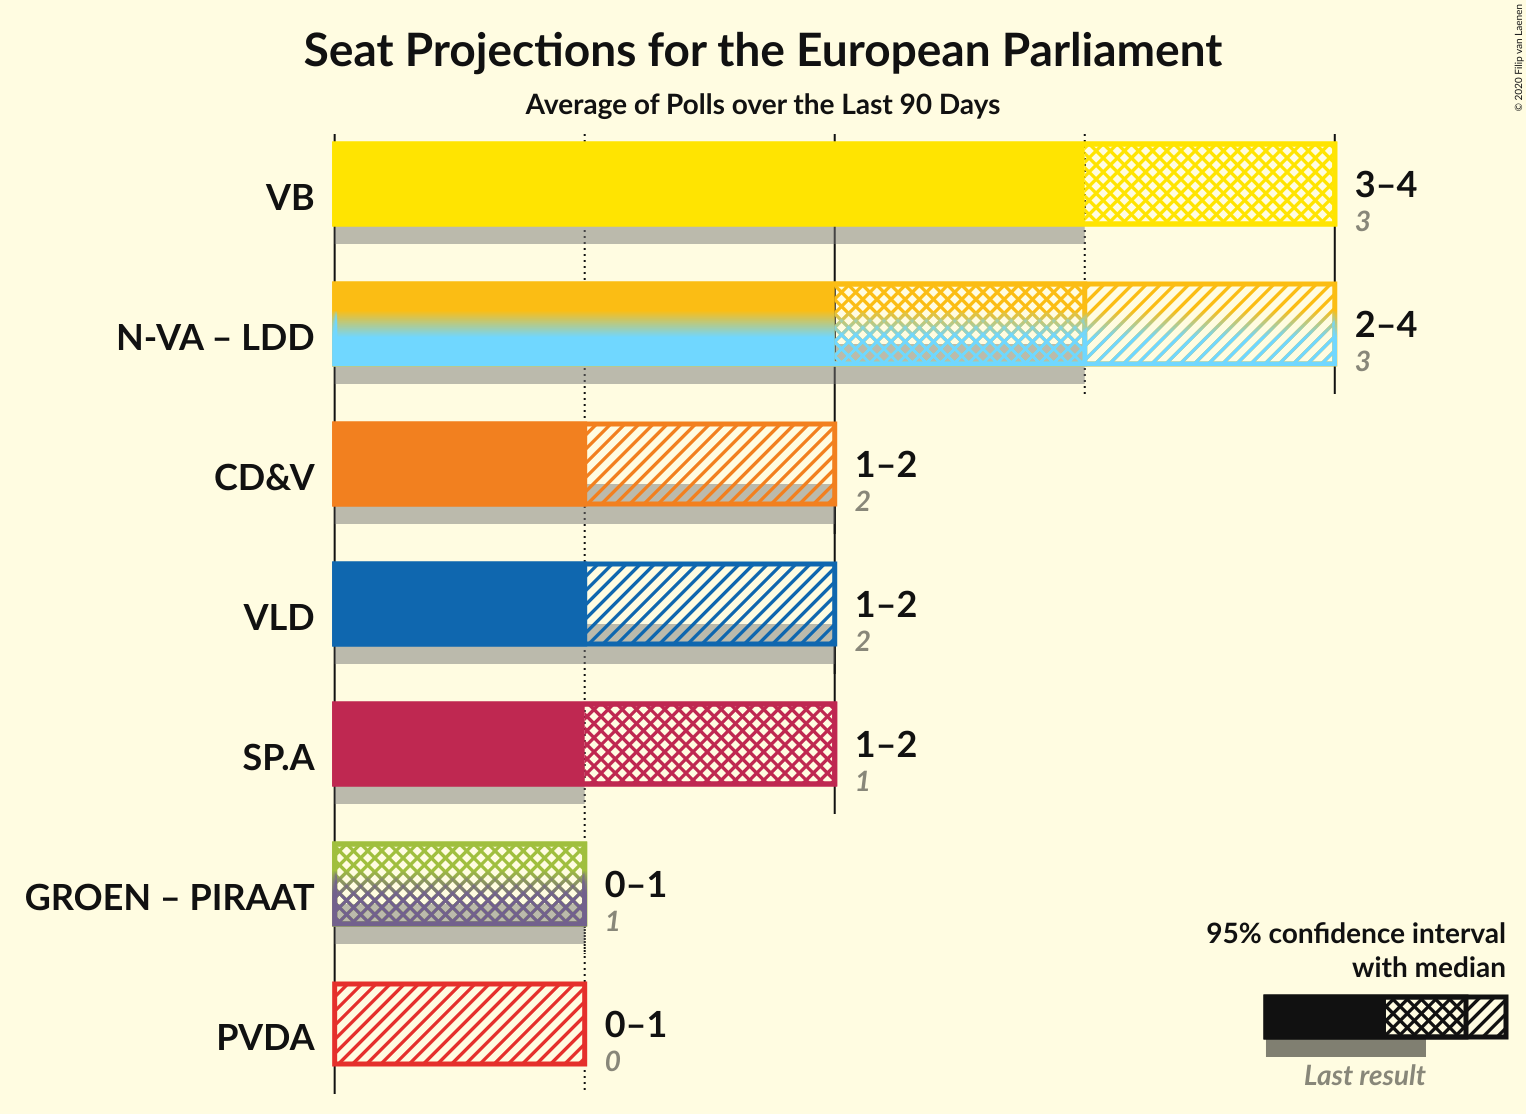 Seat Projections for the European Parliament
Average of Polls over the Last 90 Days
© 2020 Filip van Laenen
VB
3–4
3
N-VA – LDD
2–4
3
CD&V
1–2
2
VLD
1–2
2
SP.A
1–2
1
GROEN – PIRAAT
0–1
1
PVDA
0–1
0
95% confidence interval
with median
Last result